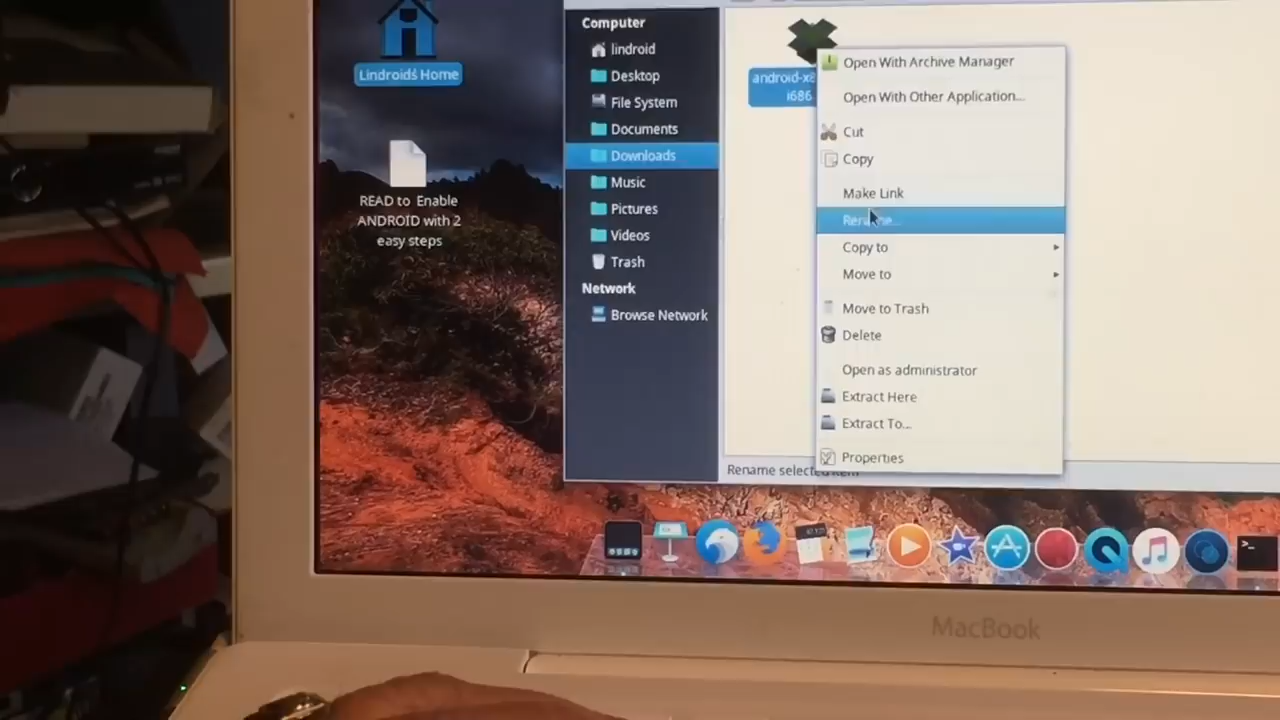 Lindroids Home
READ to Enable
ANDROID with 2
easy steps
Computer
lindroid
Desktop
File System
Documents
Downloads
Music
Pictures
Videos
Trash
Network
Browse Network
i686
Open With Archive Manager
Open With Other Application...
Cut
Copy
Make Link
Rename...
Copy to
Move to
Move to Trash
Delete
Open as administrator
Extract Here
Extract To...
Properties
Rename selected item
MacBook